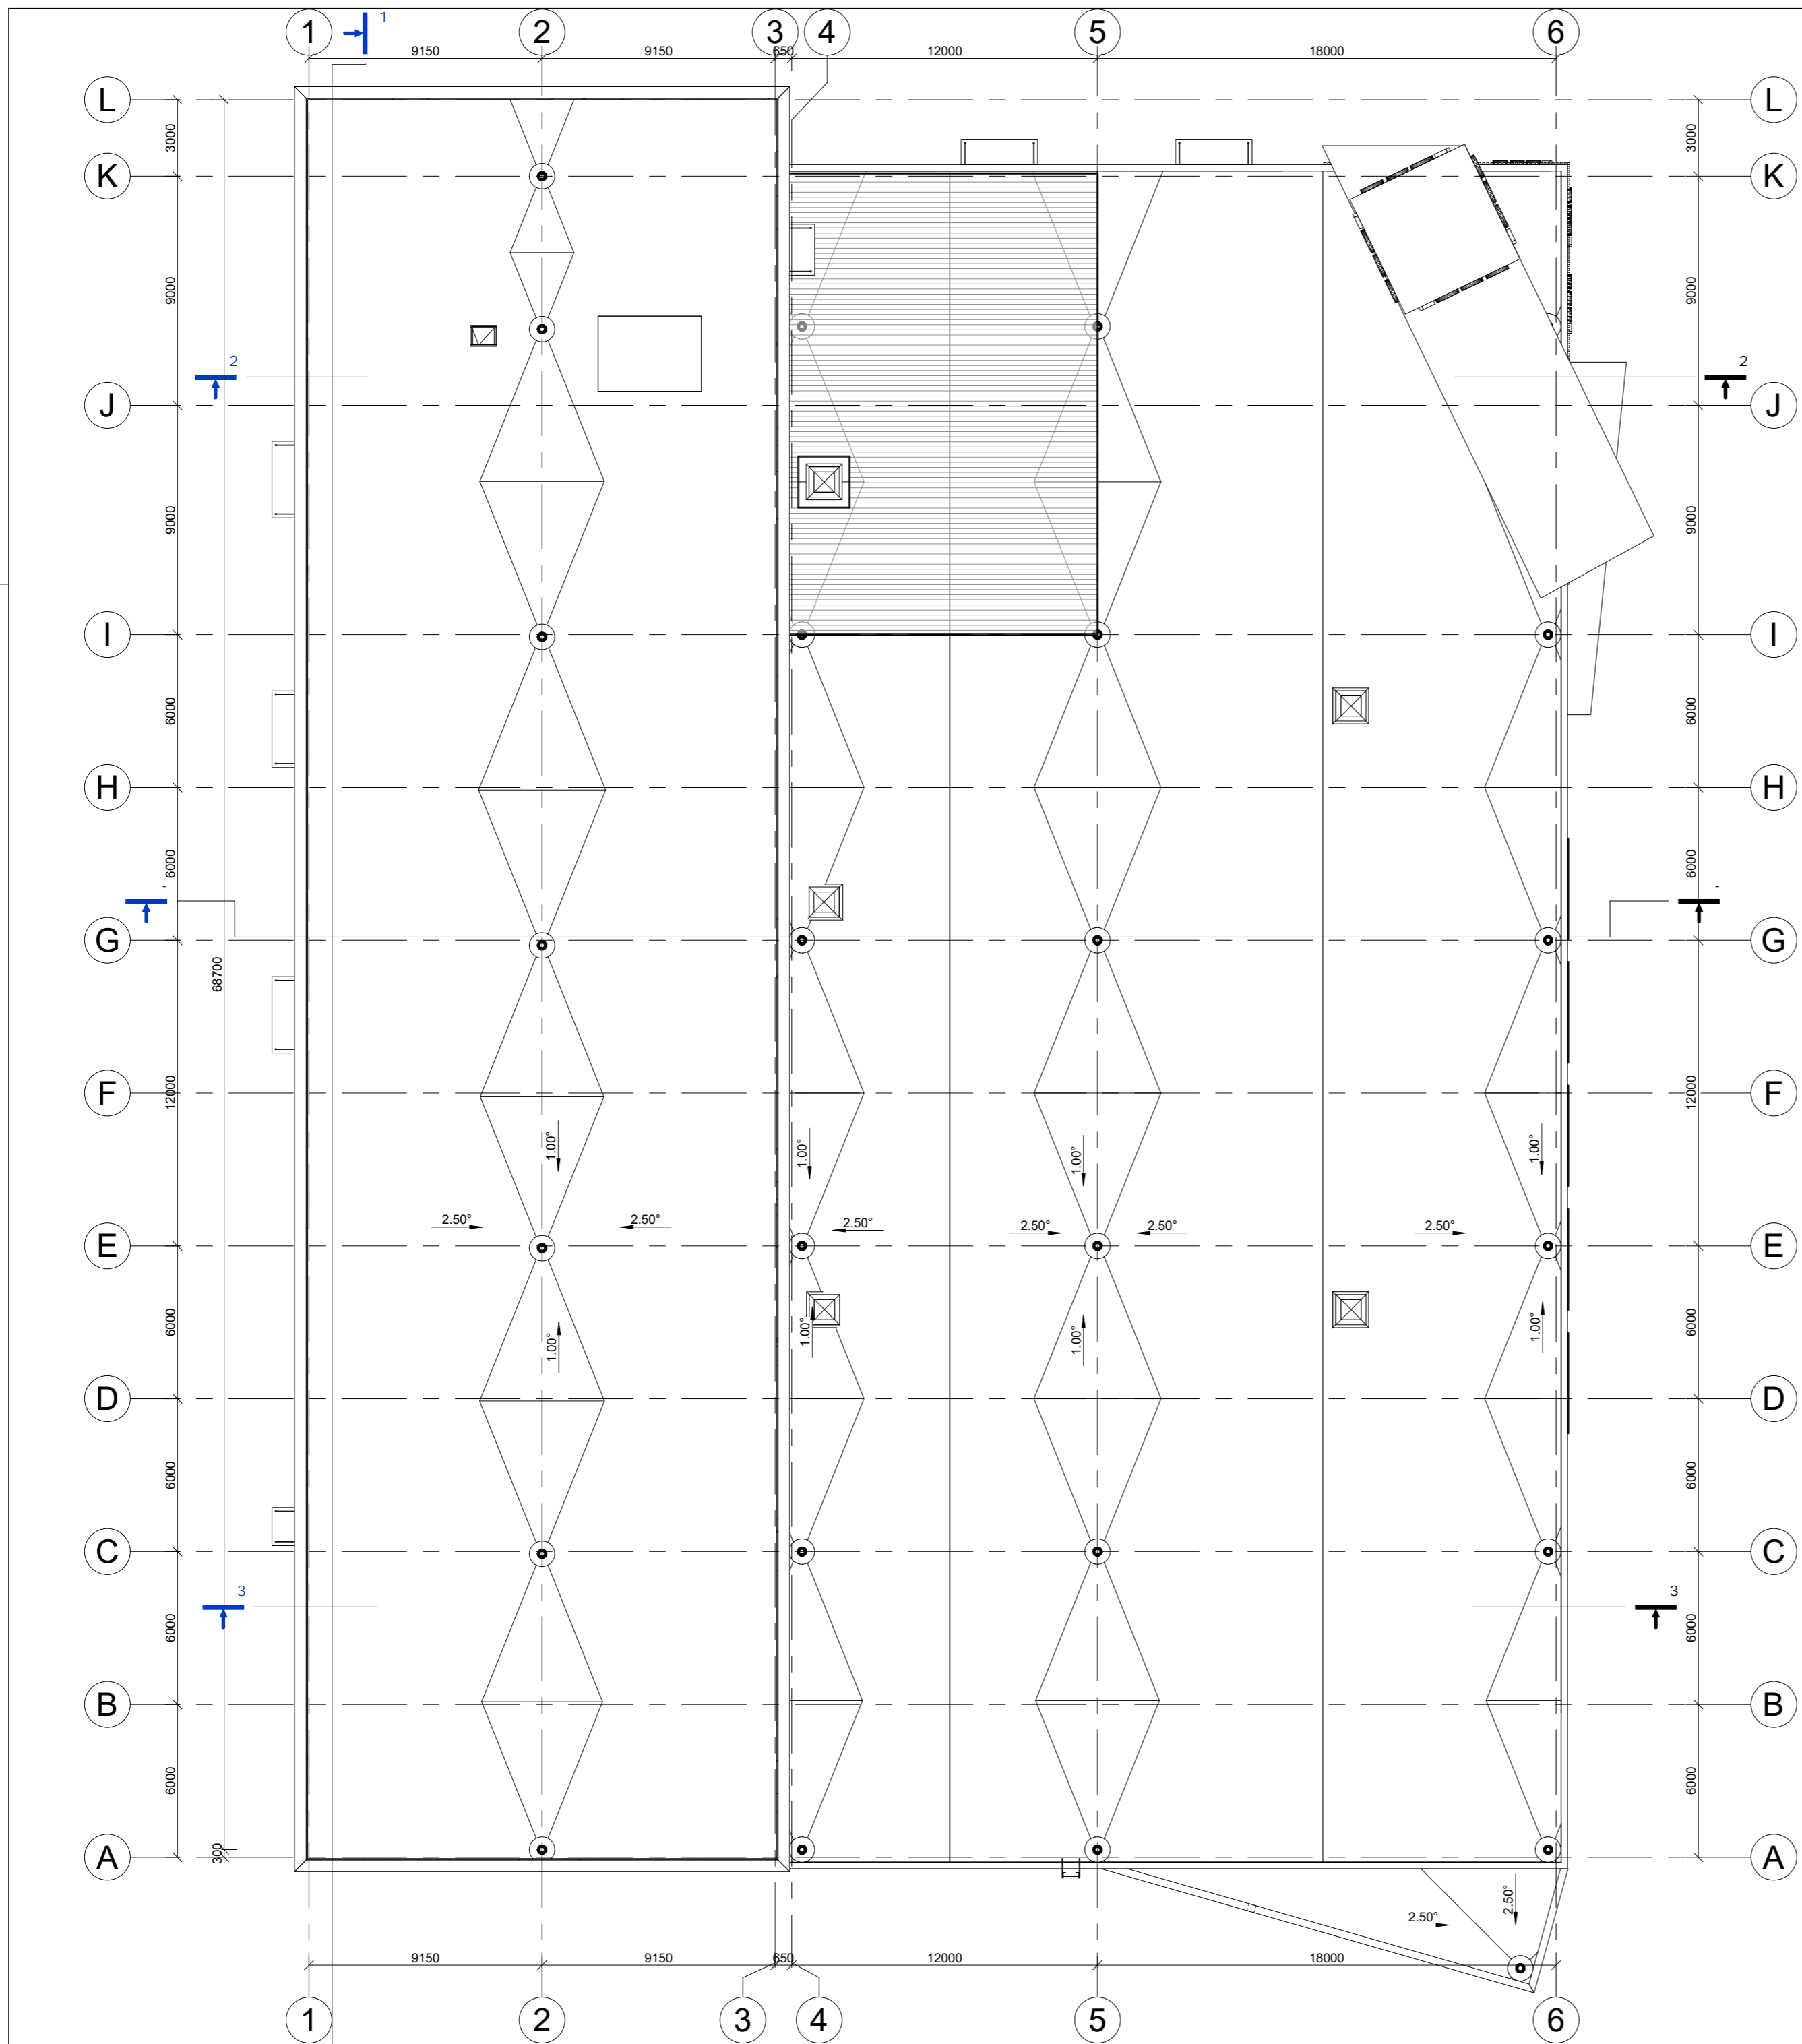 1
1 2 3 4 5 6
9150 9150 650 12000 18000
L L
3000 3000
K K
9000 9000
2 2
J J
9000 9000
I I
6000 6000
H H
6000 6000
- -
G G
68700
F F
12000 12000
1.00° 1.00° 1.00° 1.00°
2.50° 2.50° 2.50° 2.50° 2.50° 2.50°
E E
6000 6000
1.00° 1.00° 1.00° 1.00°
D D
6000 6000
C C
3 3
6000 6000
B B
6000 6000
300
A A
2.50° 2.50°
9150 9150 650 12000 18000
1 2 3 4 5 6